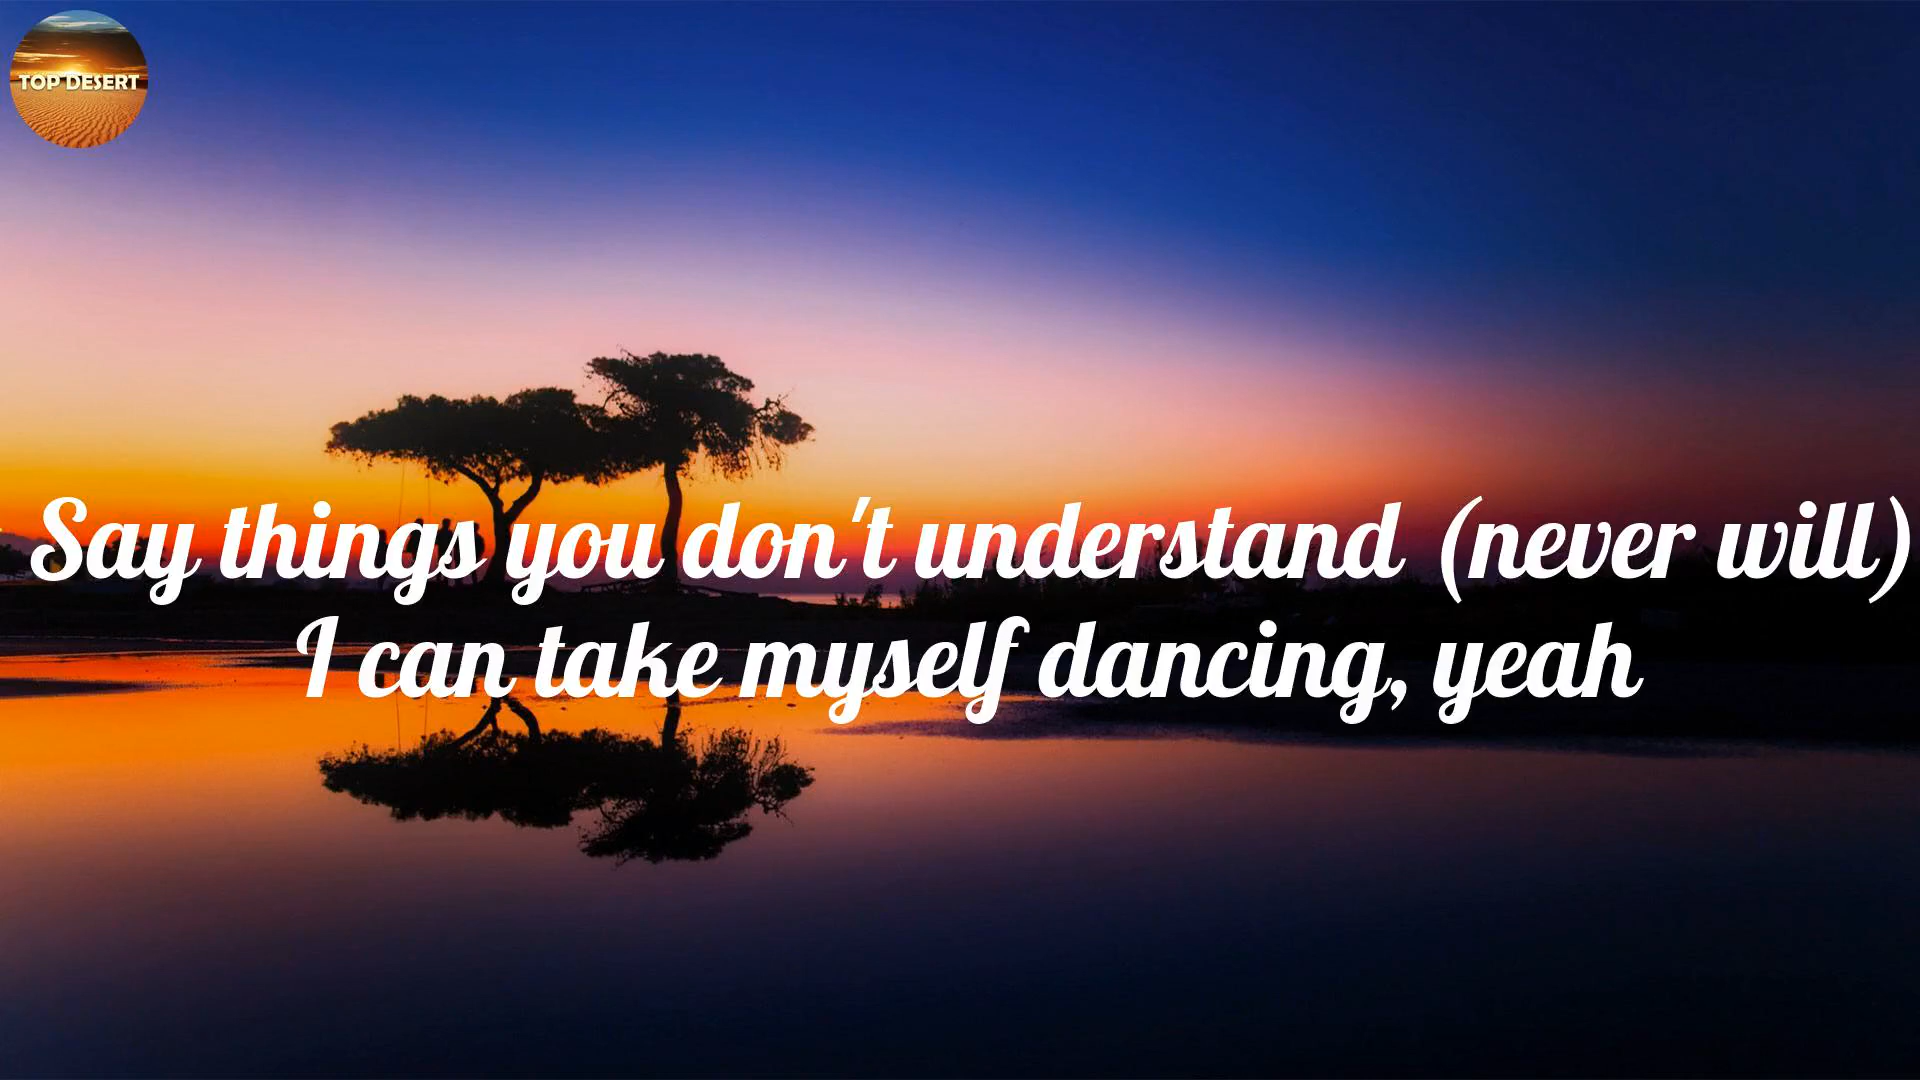 TOP DESERT
Say things you don't understand (never will)
I can take myself dancing, yeah